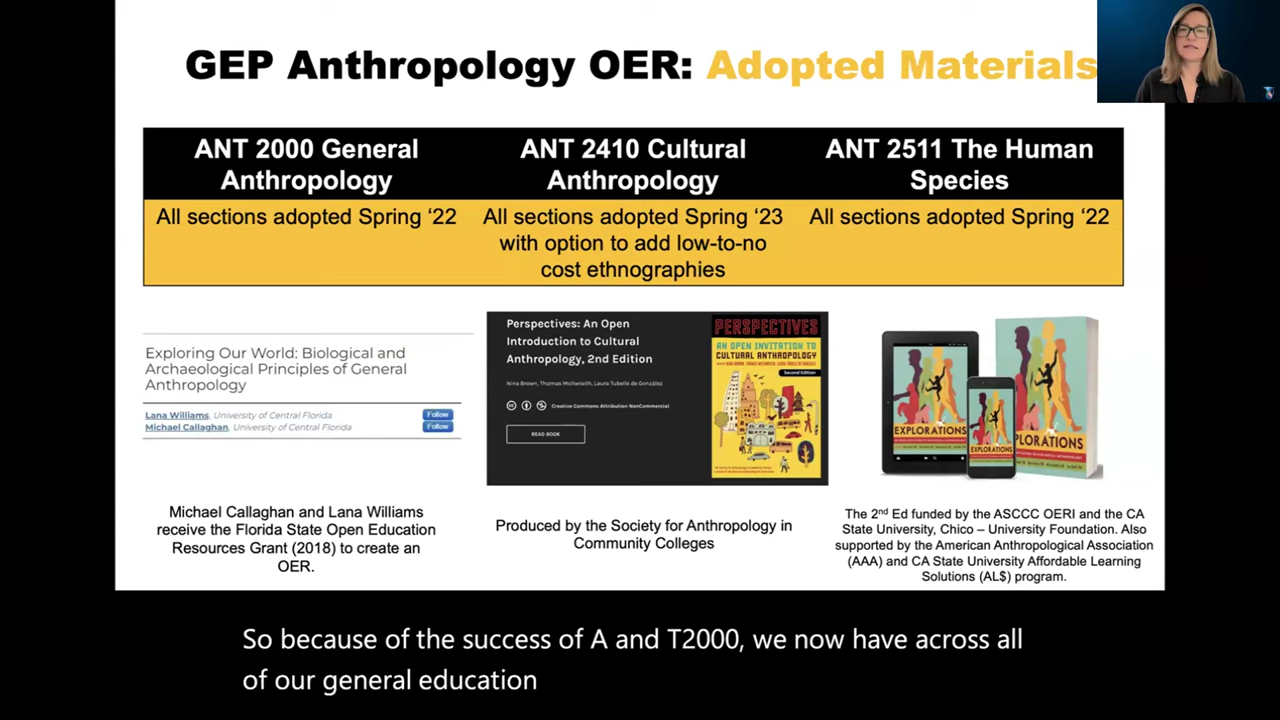 GEP Anthropology OER: Adopted Materials
ANT 2000 General
Anthropology
ANT 2410 Cultural
Anthropology
ANT 2511 The Human
Species
All sections adopted Spring ‘22
All sections adopted Spring ‘23
with option to add low-to-no
cost ethnographies
All sections adopted Spring ‘22
Exploring Our World: Biological and
Archaeological Principles of General
Anthropology
Lana Williams, University of Central Florida
Follow
Michael Callaghan, University of Central Florida
Follow
Michael Callaghan and Lana Williams
receive the Florida State Open Education
Resources Grant (2018) to create an
OER.
Perspectives: An Open
Introduction to Cultural
Anthropology, 2nd Edition
Nina Brown, Thomas McIlwraith, Laura Tubelle de González
Creative Commons Attribution NonCommercial
READ BOOK
PERSPECTIVES
AN OPEN INVITATION TO
CULTURAL ANTHROPOLOGY
Second Edition
Produced by the Society for Anthropology in
Community Colleges
EXPLORATIONS
EXPLORATIONS
EXPLORATIONS
The 2nd Ed funded by the ASCCC OERI and the CA
State University, Chico – University Foundation. Also
supported by the American Anthropological Association
(AAA) and CA State University Affordable Learning
Solutions (AL$) program.
So because of the success of A and T2000, we now have across all
of our general education